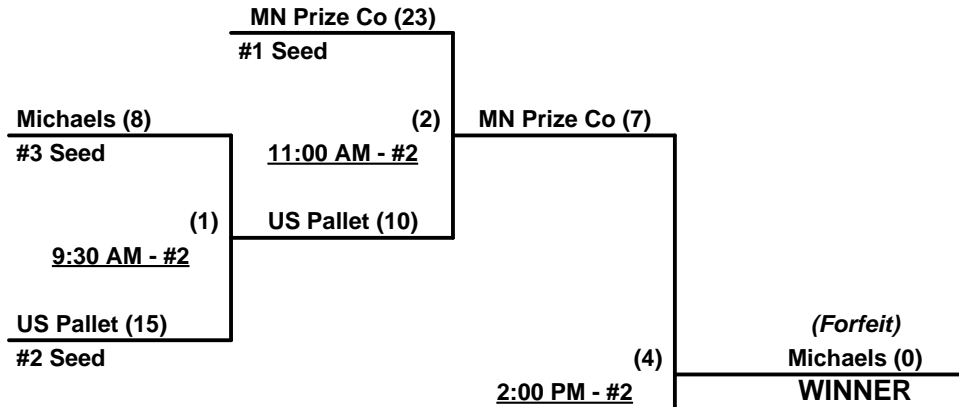 MN Prize Co (23)
#1 Seed
Michaels (8)
(2)
MN Prize Co (7)
#3 Seed
11:00 AM - #2
(1)
US Pallet (10)
9:30 AM - #2
US Pallet (15)
(Forfeit)
#2 Seed
(4)
Michaels (0)
2:00 PM - #2
WINNER